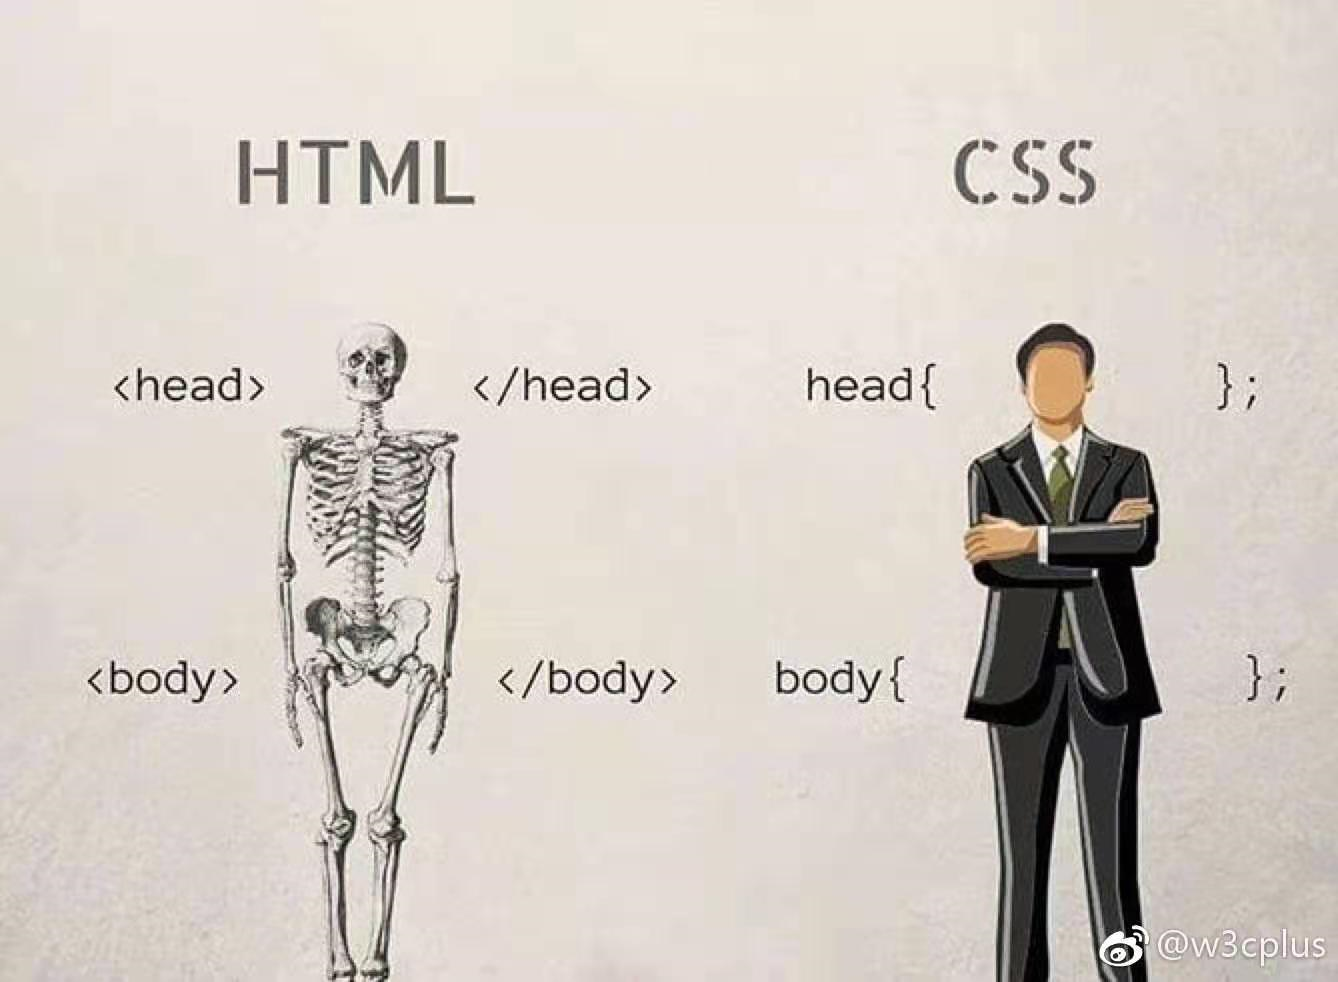 HTML
CSS
<head> </head>
head{ };
<body> </body>
body{ };
@w3cplus